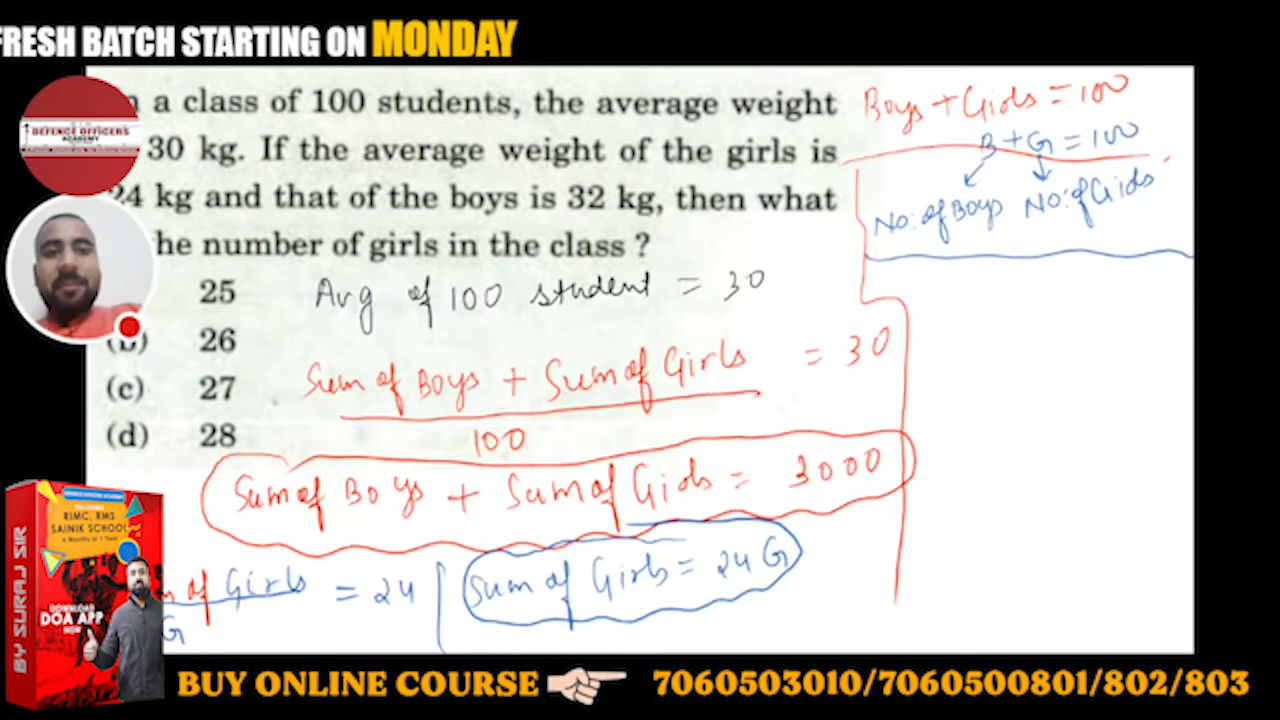 FRESH BATCH STARTING ON MONDAY
a class of 100 students, the average weight
30 kg. If the average weight of the girls is
24 kg and that of the boys is 32 kg, then what
he number of girls in the class ?
25
(b) 26
(c) 27
(d) 28
Boys + Girls = 100
B + G = 100
No: of Boys No: of Girls
Avg of 100 student = 30
Sum of Boys + Sum of Girls = 30
100
Sum of Boys + Sum of Girls = 3000
m of Girls = 24
G
Sum of Girls = 24 G
DEFENCE OFFICERS
ACADEMY
DEFENCE OFFICERS ACADEMY
RIMC, RMS
SAINIK SCHOOL
DOWNLOAD
DOA APP
NOW
BY SURAJ SIR
BUY ONLINE COURSE 7060503010/7060500801/802/803